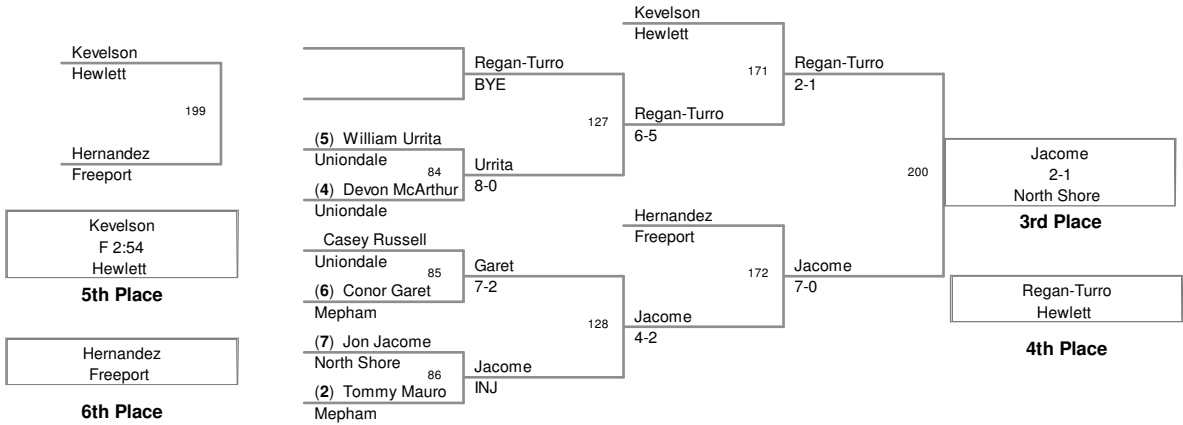 Kevelson
Hewlett
199
Hernandez
Freeport
Kevelson
F 2:54
Hewlett
5th Place
Hernandez
Freeport
6th Place
Regan-Turro
BYE
(5) William Urrita
Uniondale
84
(4) Devon McArthur
Uniondale
Urrita
8-0
Casey Russell
Uniondale
85
(6) Conor Garet
Mepham
Garet
7-2
(7) Jon Jacome
North Shore
86
(2) Tommy Mauro
Mepham
Jacome
INJ
127
Regan-Turro
6-5
128
Jacome
4-2
Kevelson
Hewlett
171
Regan-Turro
2-1
Hernandez
Freeport
172
Jacome
7-0
200
Jacome
2-1
North Shore
3rd Place
Regan-Turro
Hewlett
4th Place